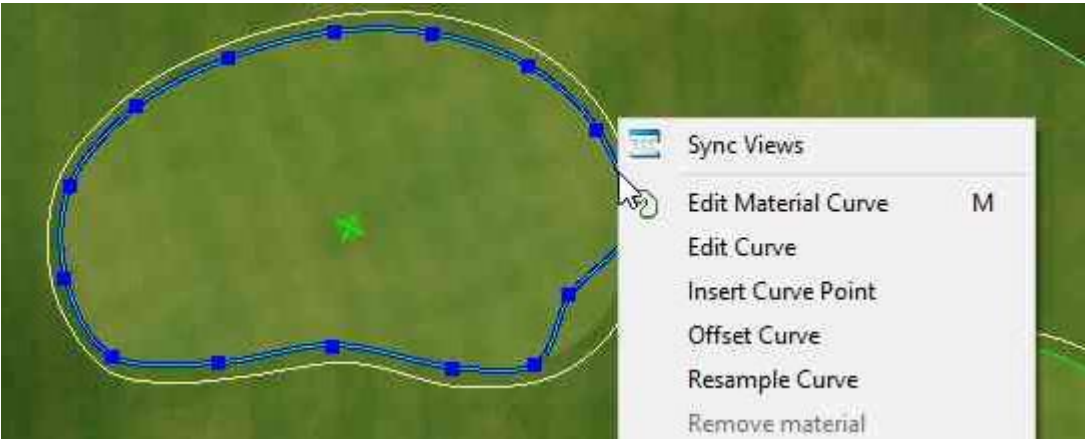 Sync Views
Edit Material Curve M
Edit Curve
Insert Curve Point
Offset Curve
Resample Curve
Remove material